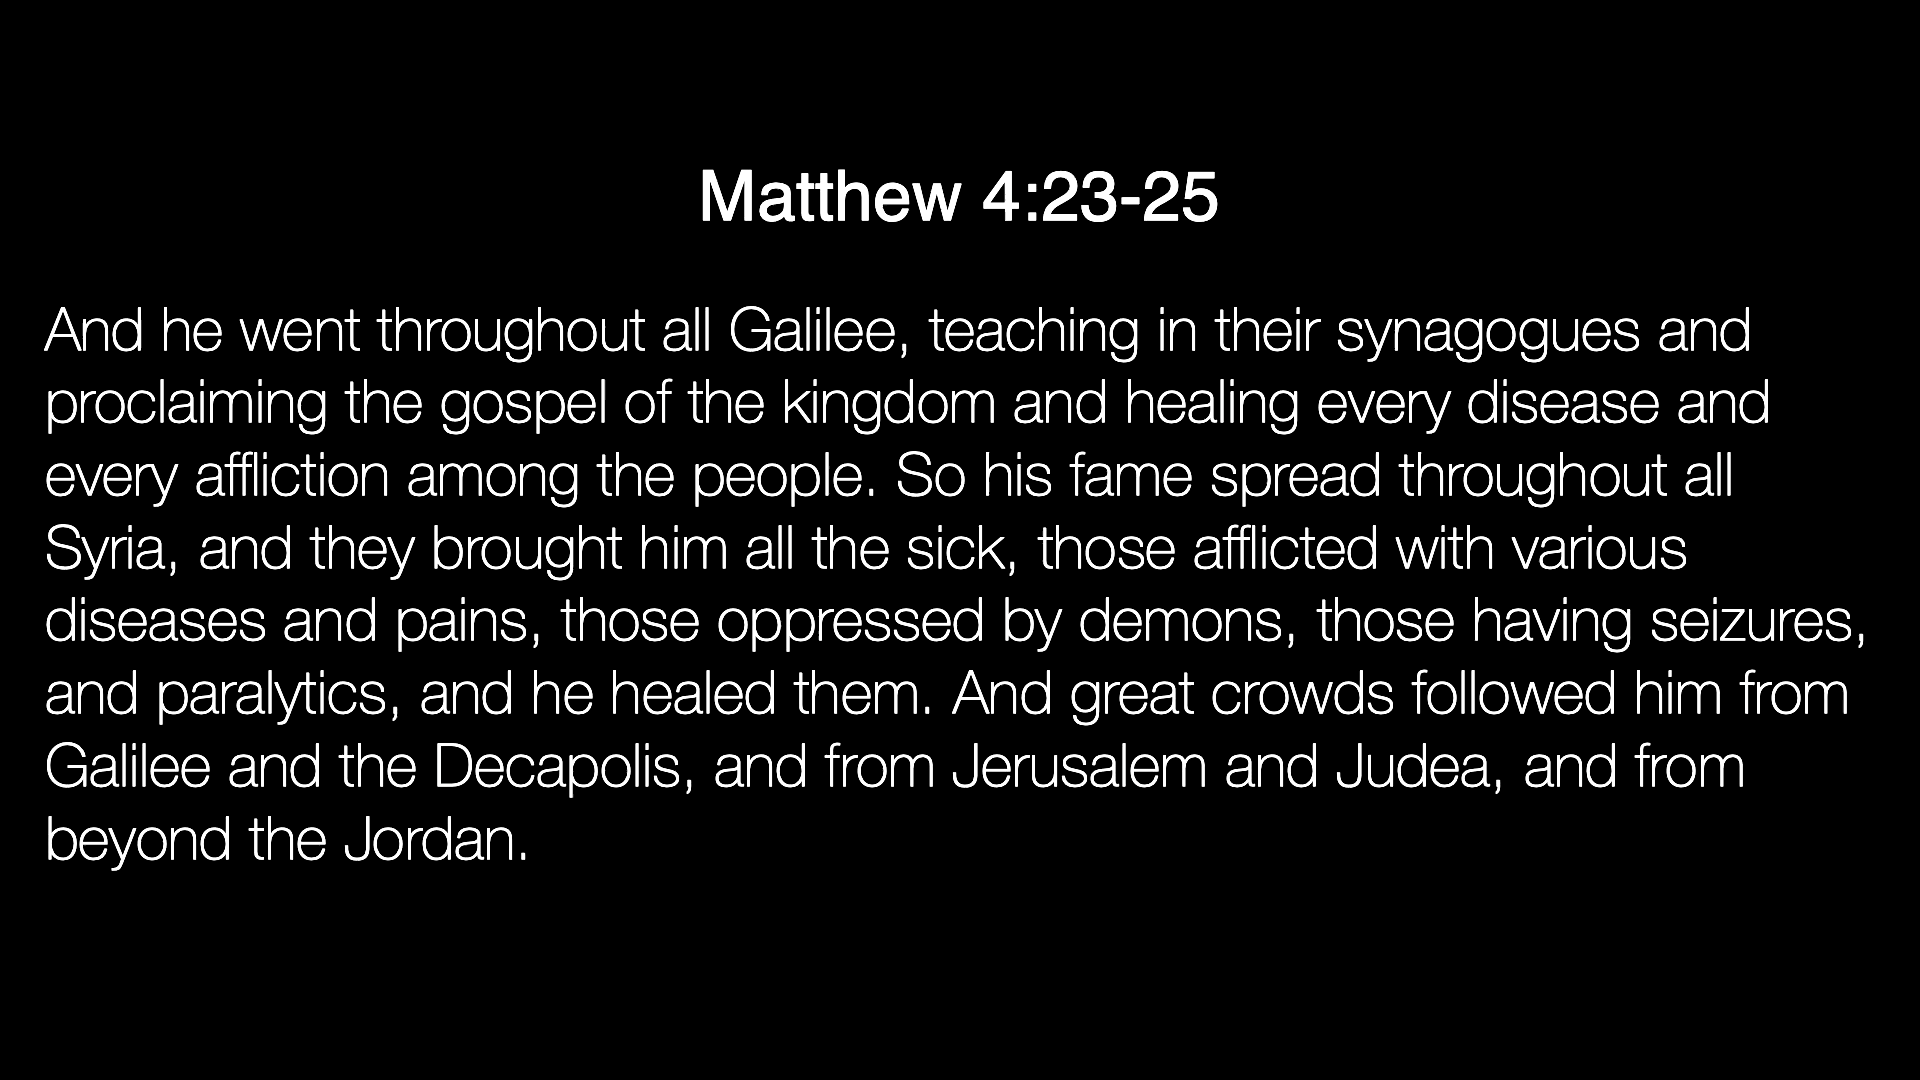 Matthew 4:23-25
And he went throughout all Galilee, teaching in their synagogues and
proclaiming the gospel of the kingdom and healing every disease and
every affliction among the people. So his fame spread throughout all
Syria, and they brought him all the sick, those afflicted with various
diseases and pains, those oppressed by demons, those having seizures,
and paralytics, and he healed them. And great crowds followed him from
Galilee and the Decapolis, and from Jerusalem and Judea, and from
beyond the Jordan.